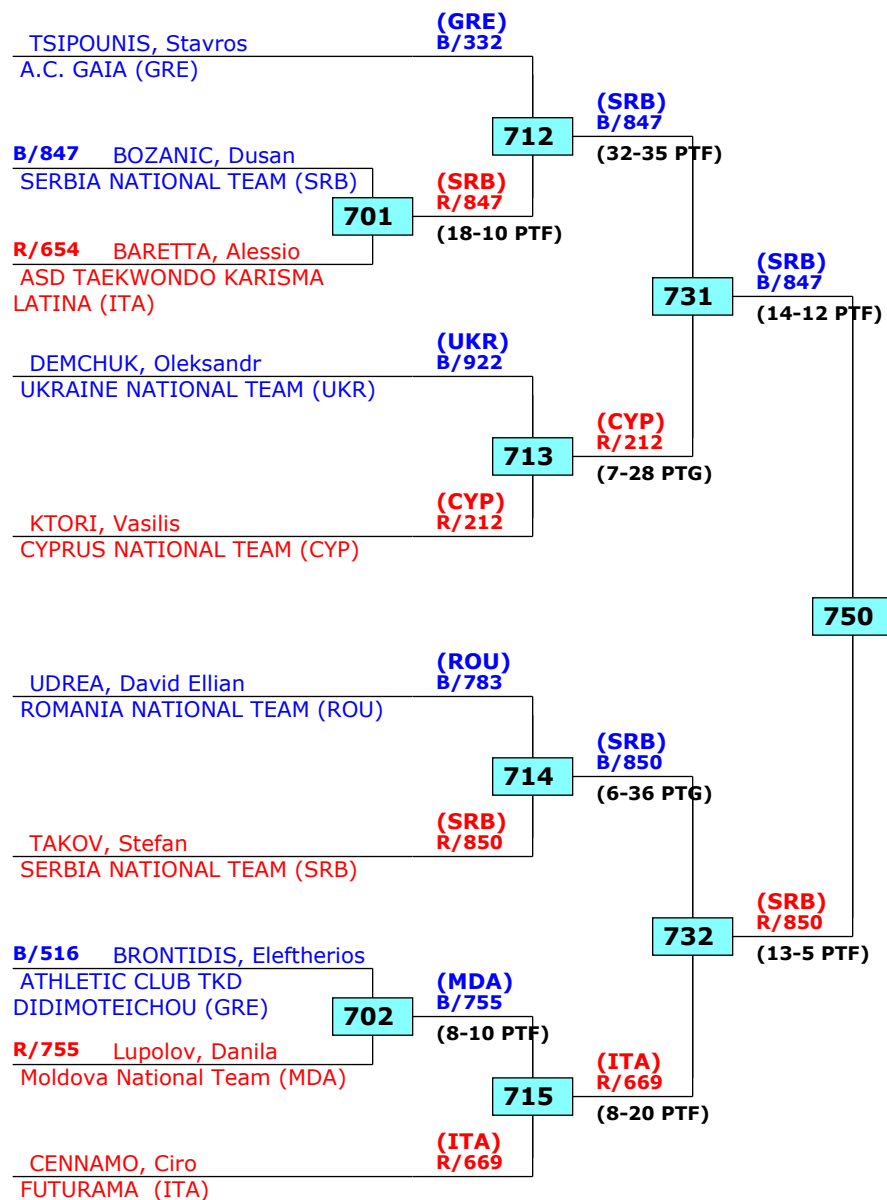 (GRE)
TSIPOUNIS, Stavros
B/332
A.C. GAIA (GRE)
(SRB)
B/847
712
(32-35 PTF)
B/847
BOZANIC, Dusan
SERBIA NATIONAL TEAM (SRB)
(SRB)
R/847
701
(18-10 PTF)
R/654
BARETTA, Alessio
ASD TAEKWONDO KARISMA
LATINA (ITA)
(SRB)
B/847
731
(14-12 PTF)
(UKR)
DEMCHUK, Oleksandr
B/922
UKRAINE NATIONAL TEAM (UKR)
(CYP)
R/212
713
(7-28 PTG)
(CYP)
KTORI, Vasilis
R/212
CYPRUS NATIONAL TEAM (CYP)
750
(ROU)
UDREA, David Ellian
B/783
ROMANIA NATIONAL TEAM (ROU)
(SRB)
B/850
714
(6-36 PTG)
(SRB)
TAKOV, Stefan
R/850
SERBIA NATIONAL TEAM (SRB)
(SRB)
R/850
732
(13-5 PTF)
B/516
BRONTIDIS, Eleftherios
ATHLETIC CLUB TKD
DIDIMOTEICHOU (GRE)
(MDA)
B/755
702
(8-10 PTF)
R/755
Lupolov, Danila
Moldova National Team (MDA)
(ITA)
R/669
715
(8-20 PTF)
(ITA)
CENNAMO, Ciro
R/669
FUTURAMA (ITA)